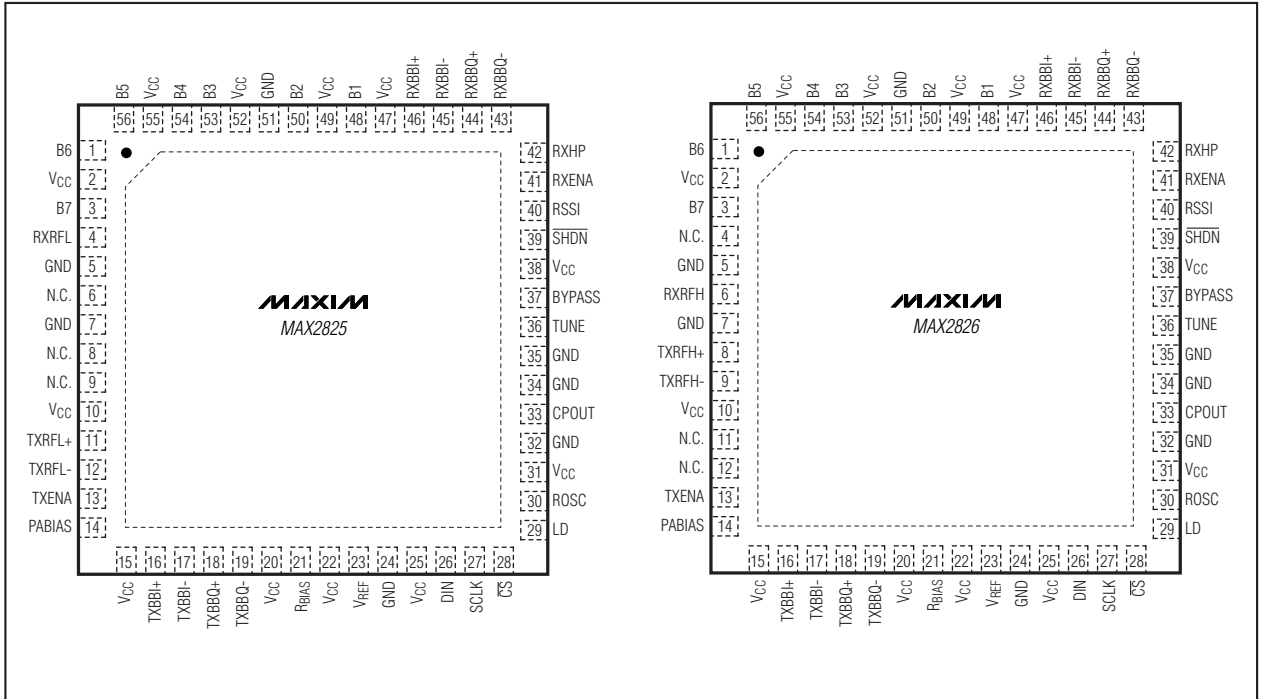 B5 VCC B4 B3 VCC GND B2 VCC B1 VCC RXBBI+ RXBBI- RXBBQ+ RXBBQ-
56 55 54 53 52 51 50 49 48 47 46 45 44 43
B6 1
VCC 2
B7 3
RXRFL 4
GND 5
N.C. 6
GND 7
N.C. 8
N.C. 9
VCC 10
TXRFL+ 11
TXRFL- 12
TXENA 13
PABIAS 14
MAXIM
MAX2825
42 RXHP
41 RXENA
40 RSSI
39 SHDN
38 VCC
37 BYPASS
36 TUNE
35 GND
34 GND
33 CPOUT
32 GND
31 VCC
30 ROSC
29 LD
15 16 17 18 19 20 21 22 23 24 25 26 27 28
VCC TXBBI+ TXBBI- TXBBQ+ TXBBQ- VCC RBIAS VCC VREF GND VCC DIN SCLK CS
B5 VCC B4 B3 VCC GND B2 VCC B1 VCC RXBBI+ RXBBI- RXBBQ+ RXBBQ-
56 55 54 53 52 51 50 49 48 47 46 45 44 43
B6 1
VCC 2
B7 3
N.C. 4
GND 5
RXRFH 6
GND 7
TXRFH+ 8
TXRFH- 9
VCC 10
N.C. 11
N.C. 12
TXENA 13
PABIAS 14
MAXIM
MAX2826
42 RXHP
41 RXENA
40 RSSI
39 SHDN
38 VCC
37 BYPASS
36 TUNE
35 GND
34 GND
33 CPOUT
32 GND
31 VCC
30 ROSC
29 LD
15 16 17 18 19 20 21 22 23 24 25 26 27 28
VCC TXBBI+ TXBBI- TXBBQ+ TXBBQ- VCC RBIAS VCC VREF GND VCC DIN SCLK CS